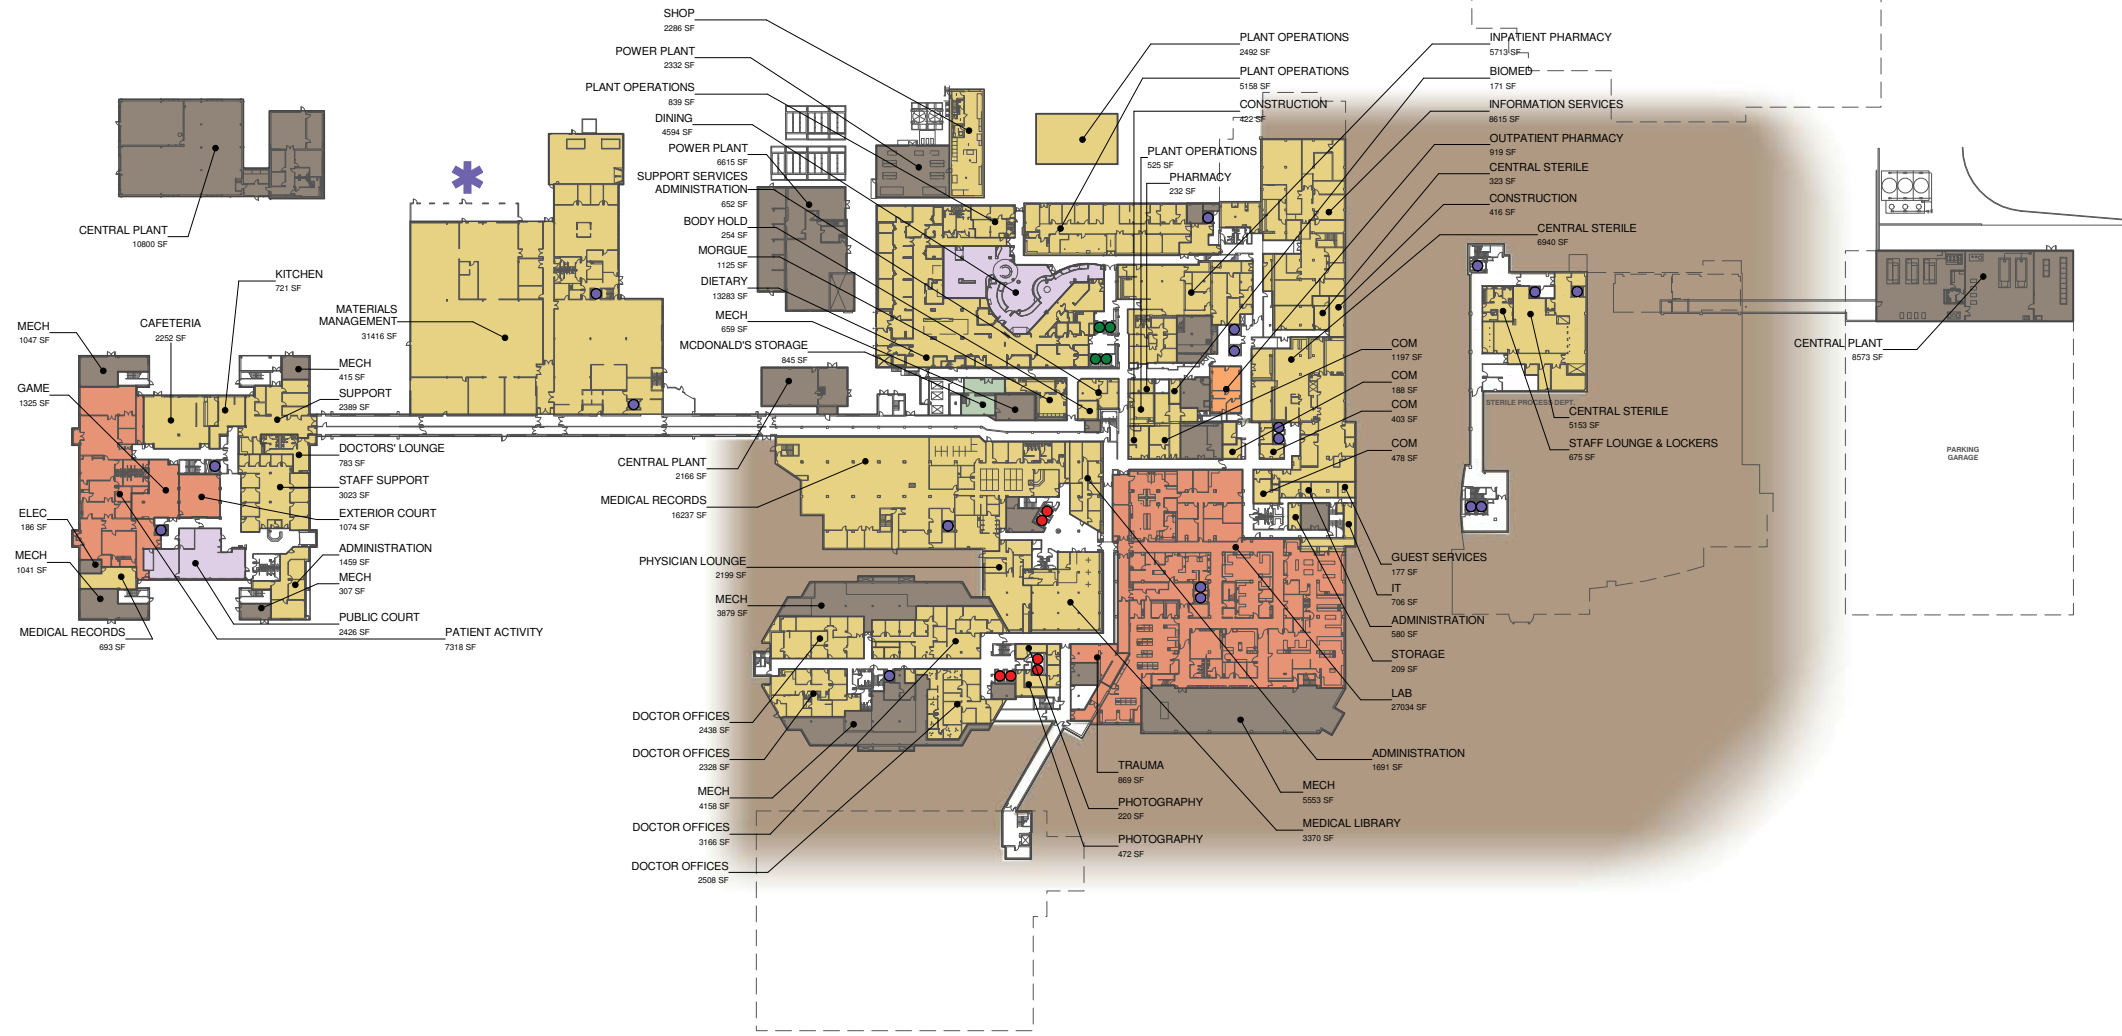 SHOP
2286 SF
POWER PLANT
2332 SF
PLANT OPERATIONS
839 SF
DINING
4594 SF
POWER PLANT
6615 SF
SUPPORT SERVICES
ADMINISTRATION
652 SF
BODY HOLD
254 SF
MORGUE
1125 SF
DIETARY
13283 SF
MECH
659 SF
MCDONALD'S STORAGE
845 SF
PLANT OPERATIONS
2492 SF
PLANT OPERATIONS
5158 SF
CONSTRUCTION
422 SF
PLANT OPERATIONS
525 SF
PHARMACY
232 SF
INPATIENT PHARMACY
5713 SF
BIOMED
171 SF
INFORMATION SERVICES
8615 SF
OUTPATIENT PHARMACY
919 SF
CENTRAL STERILE
323 SF
CONSTRUCTION
416 SF
CENTRAL STERILE
6940 SF
CENTRAL PLANT
10800 SF
KITCHEN
721 SF
MATERIALS
MANAGEMENT
31416 SF
MECH
1047 SF
CAFETERIA
2252 SF
MECH
415 SF
GAME
1325 SF
SUPPORT
2389 SF
DOCTORS' LOUNGE
783 SF
STAFF SUPPORT
3023 SF
ELEC
186 SF
EXTERIOR COURT
1074 SF
MECH
1041 SF
ADMINISTRATION
1459 SF
MECH
307 SF
PUBLIC COURT
2426 SF
MEDICAL RECORDS
693 SF
PATIENT ACTIVITY
7318 SF
CENTRAL PLANT
2166 SF
MEDICAL RECORDS
16237 SF
PHYSICIAN LOUNGE
2199 SF
MECH
3879 SF
DOCTOR OFFICES
2438 SF
DOCTOR OFFICES
2328 SF
MECH
4158 SF
DOCTOR OFFICES
3166 SF
DOCTOR OFFICES
2508 SF
COM
1197 SF
COM
188 SF
COM
403 SF
COM
478 SF
GUEST SERVICES
177 SF
IT
706 SF
ADMINISTRATION
580 SF
STORAGE
209 SF
LAB
27034 SF
ADMINISTRATION
1691 SF
TRAUMA
869 SF
MECH
5553 SF
PHOTOGRAPHY
220 SF
MEDICAL LIBRARY
3370 SF
PHOTOGRAPHY
472 SF
STERILE PROCESS DEPT.
CENTRAL STERILE
5153 SF
STAFF LOUNGE & LOCKERS
675 SF
CENTRAL PLANT
8573 SF
PARKING
GARAGE